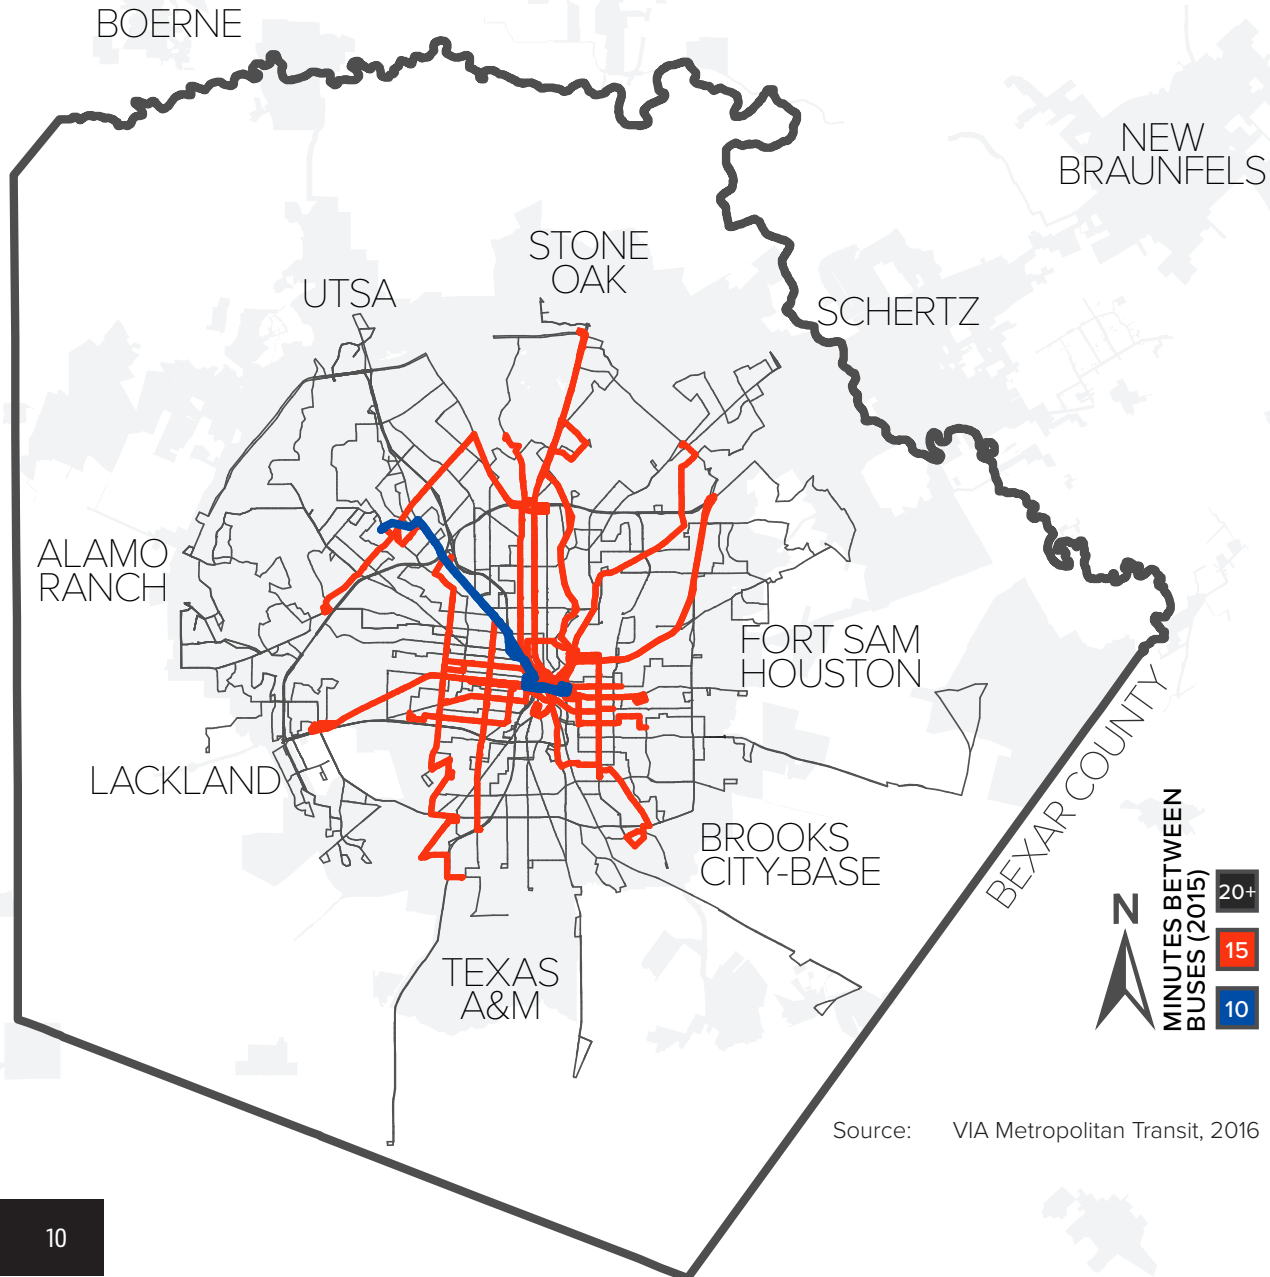 BOERNE
NEW
BRAUNFELS
STONE
OAK
UTSA
SCHERTZ
ALAMO
RANCH
FORT SAM
HOUSTON
LACKLAND
BEXAR COUNTY
BROOKS
CITY-BASE
TEXAS
A&M
N
MINUTES BETWEEN
BUSES (2015)
20+
15
10
Source: VIA Metropolitan Transit, 2016
10